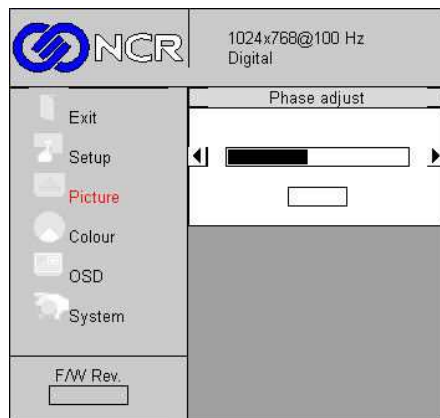 NCR
1024x768@100 Hz
Digital
Exit
Setup
Picture
Colour
OSD
System
Phase adjust
F/W Rev.